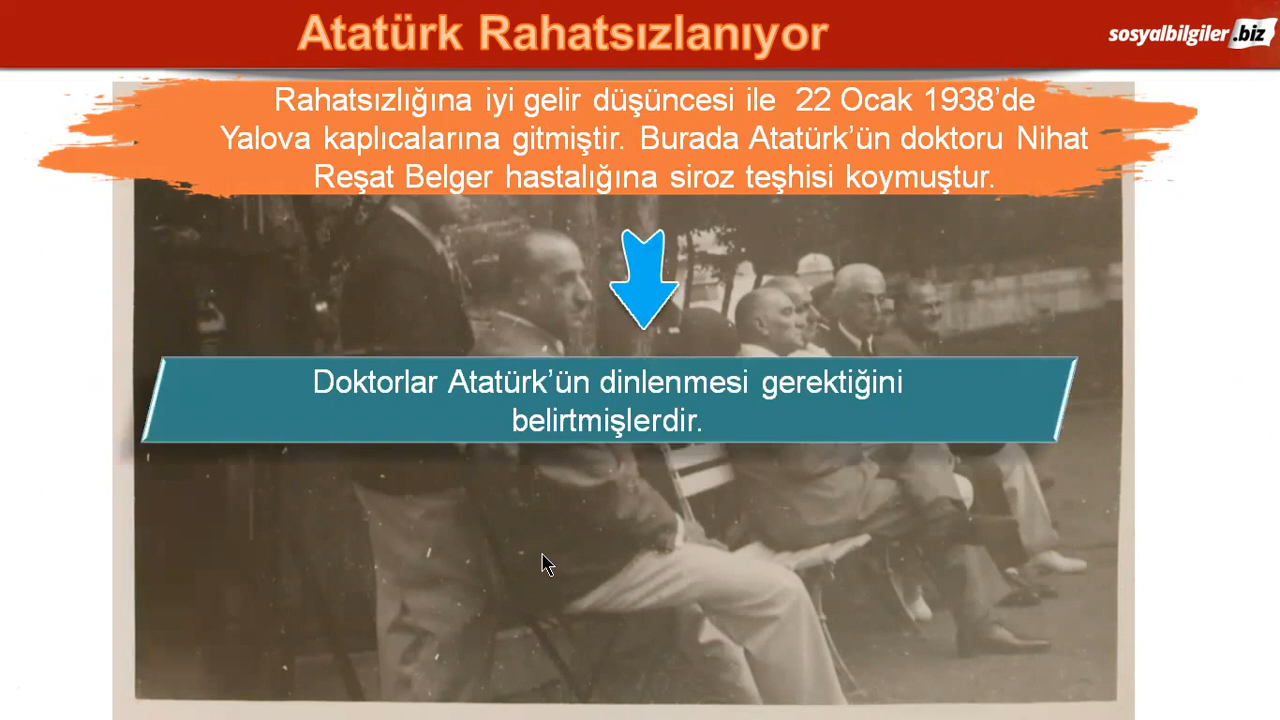 Atatürk Rahatsızlanıyor
sosyalbilgiler.biz
Rahatsızlığına iyi gelir düşüncesi ile 22 Ocak 1938’de
Yalova kaplıcalarına gitmiştir. Burada Atatürk’ün doktoru Nihat
Reşat Belger hastalığına siroz teşhisi koymuştur.
Doktorlar Atatürk’ün dinlenmesi gerektiğini
belirtmişlerdir.